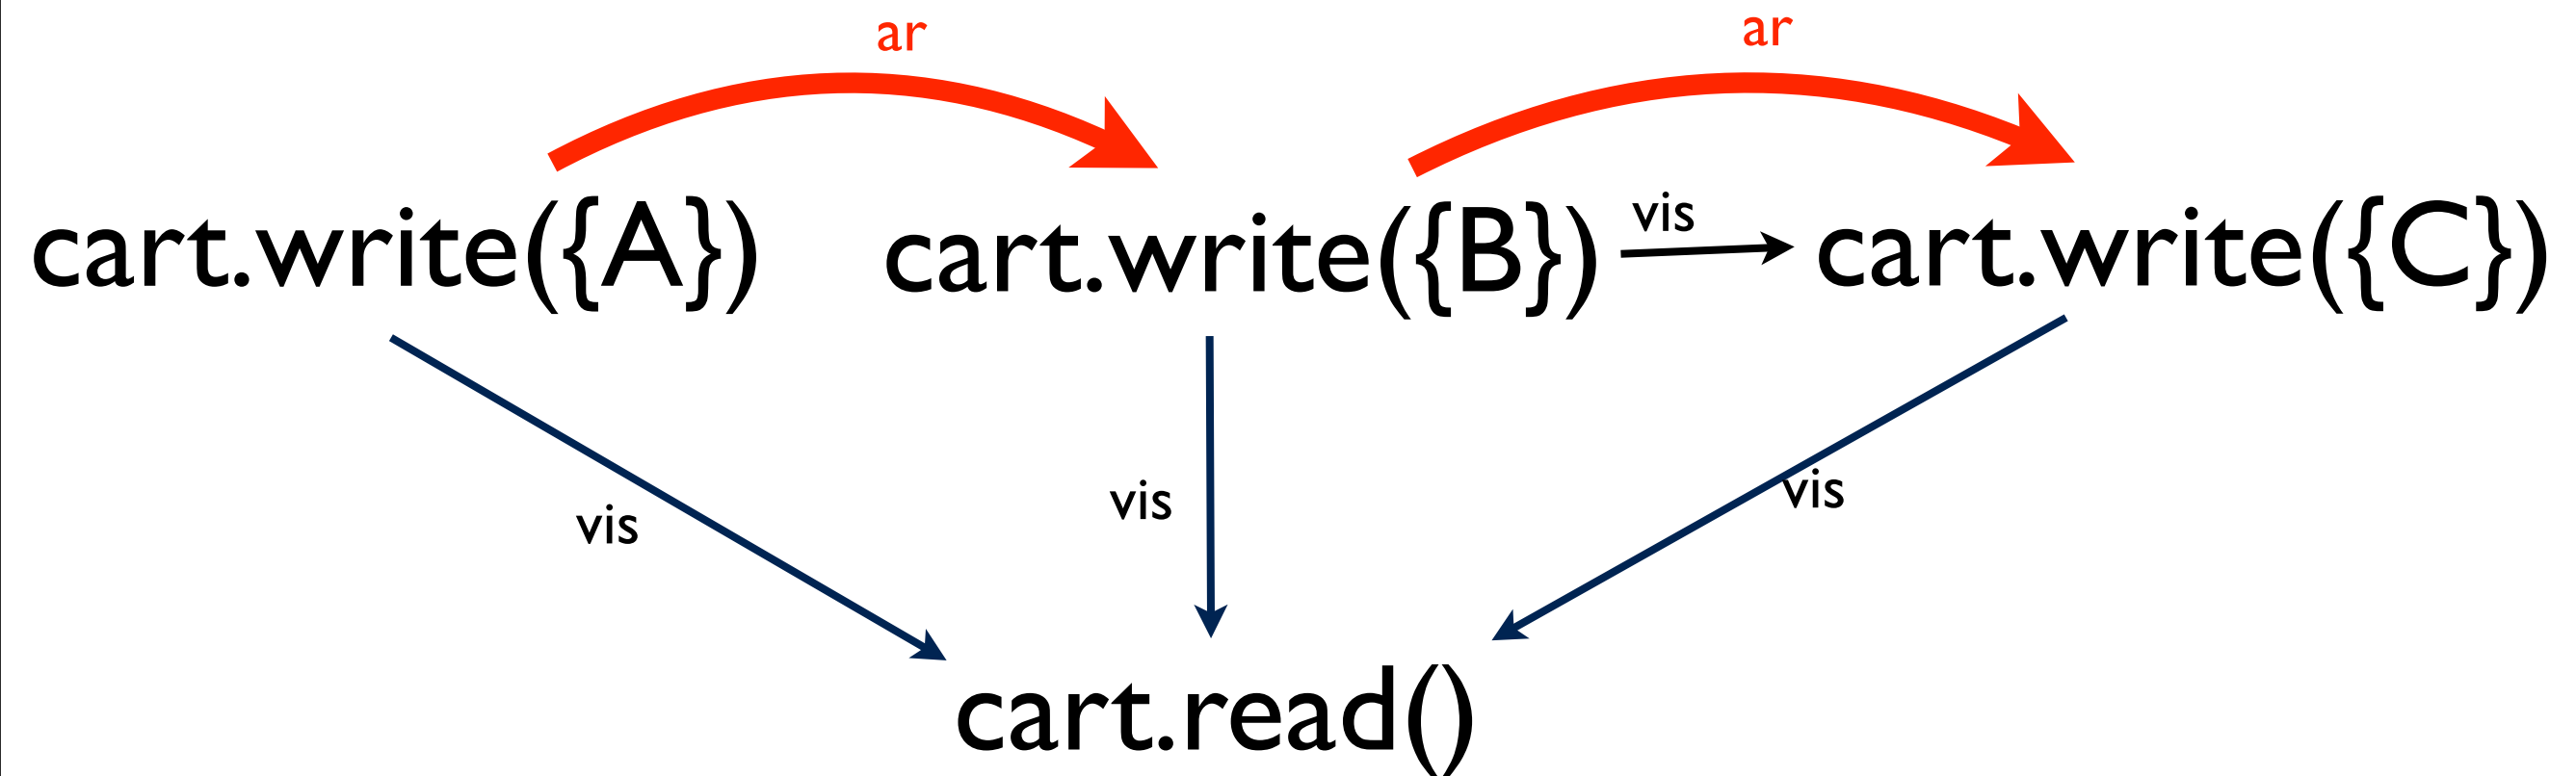 ar ar
cart.write({A}) cart.write({B}) vis cart.write({C})
vis vis vis
cart.read()